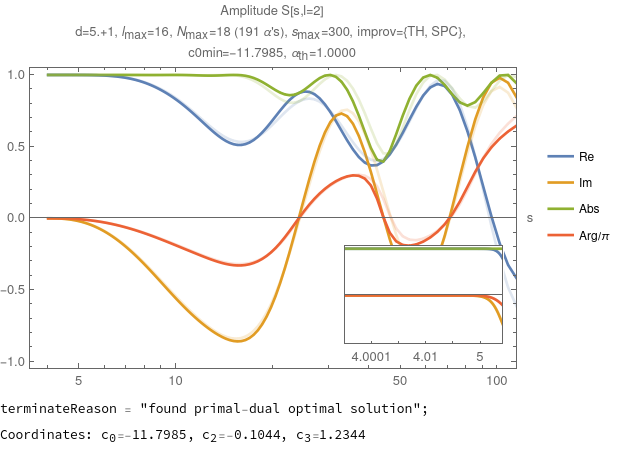 Amplitude S[s,l=2]
d=5.+1, lmax=16, Nmax=18 (191 α's), smax=300, improv={TH, SPC},
c0min=-11.7985, αth=1.0000
1.0
0.5
0.0
-0.5
-1.0
5
10
50
100
s
4.0001
4.01
5
Re
Im
Abs
Arg/π
terminateReason = "found primal-dual optimal solution";
Coordinates: c0=-11.7985, c2=-0.1044, c3=1.2344